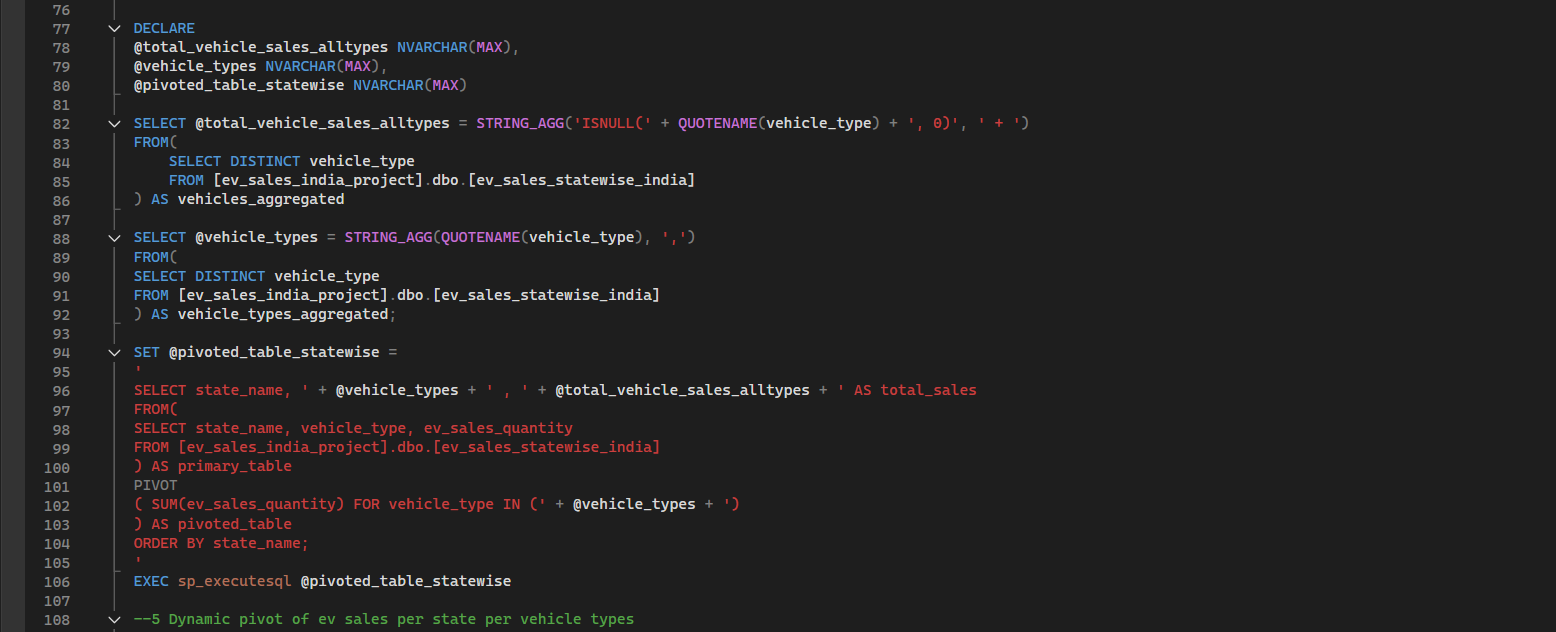 76
77 DECLARE
78 @total_vehicle_sales_alltypes NVARCHAR(MAX),
79 @vehicle_types NVARCHAR(MAX),
80 @pivoted_table_statewise NVARCHAR(MAX)
81
82 SELECT @total_vehicle_sales_alltypes = STRING_AGG('ISNULL(' + QUOTENAME(vehicle_type) + ', 0)', ' + ')
83 FROM(
84     SELECT DISTINCT vehicle_type
85     FROM [ev_sales_india_project].dbo.[ev_sales_statewise_india]
86 ) AS vehicles_aggregated
87
88 SELECT @vehicle_types = STRING_AGG(QUOTENAME(vehicle_type), ',')
89 FROM(
90 SELECT DISTINCT vehicle_type
91 FROM [ev_sales_india_project].dbo.[ev_sales_statewise_india]
92 ) AS vehicle_types_aggregated;
93
94 SET @pivoted_table_statewise =
95 '
96 SELECT state_name, ' + @vehicle_types + ' , ' + @total_vehicle_sales_alltypes + ' AS total_sales
97 FROM(
98 SELECT state_name, vehicle_type, ev_sales_quantity
99 FROM [ev_sales_india_project].dbo.[ev_sales_statewise_india]
100 ) AS primary_table
101 PIVOT
102 ( SUM(ev_sales_quantity) FOR vehicle_type IN (' + @vehicle_types + ')
103 ) AS pivoted_table
104 ORDER BY state_name;
105 '
106 EXEC sp_executesql @pivoted_table_statewise
107
108 --5 Dynamic pivot of ev sales per state per vehicle types